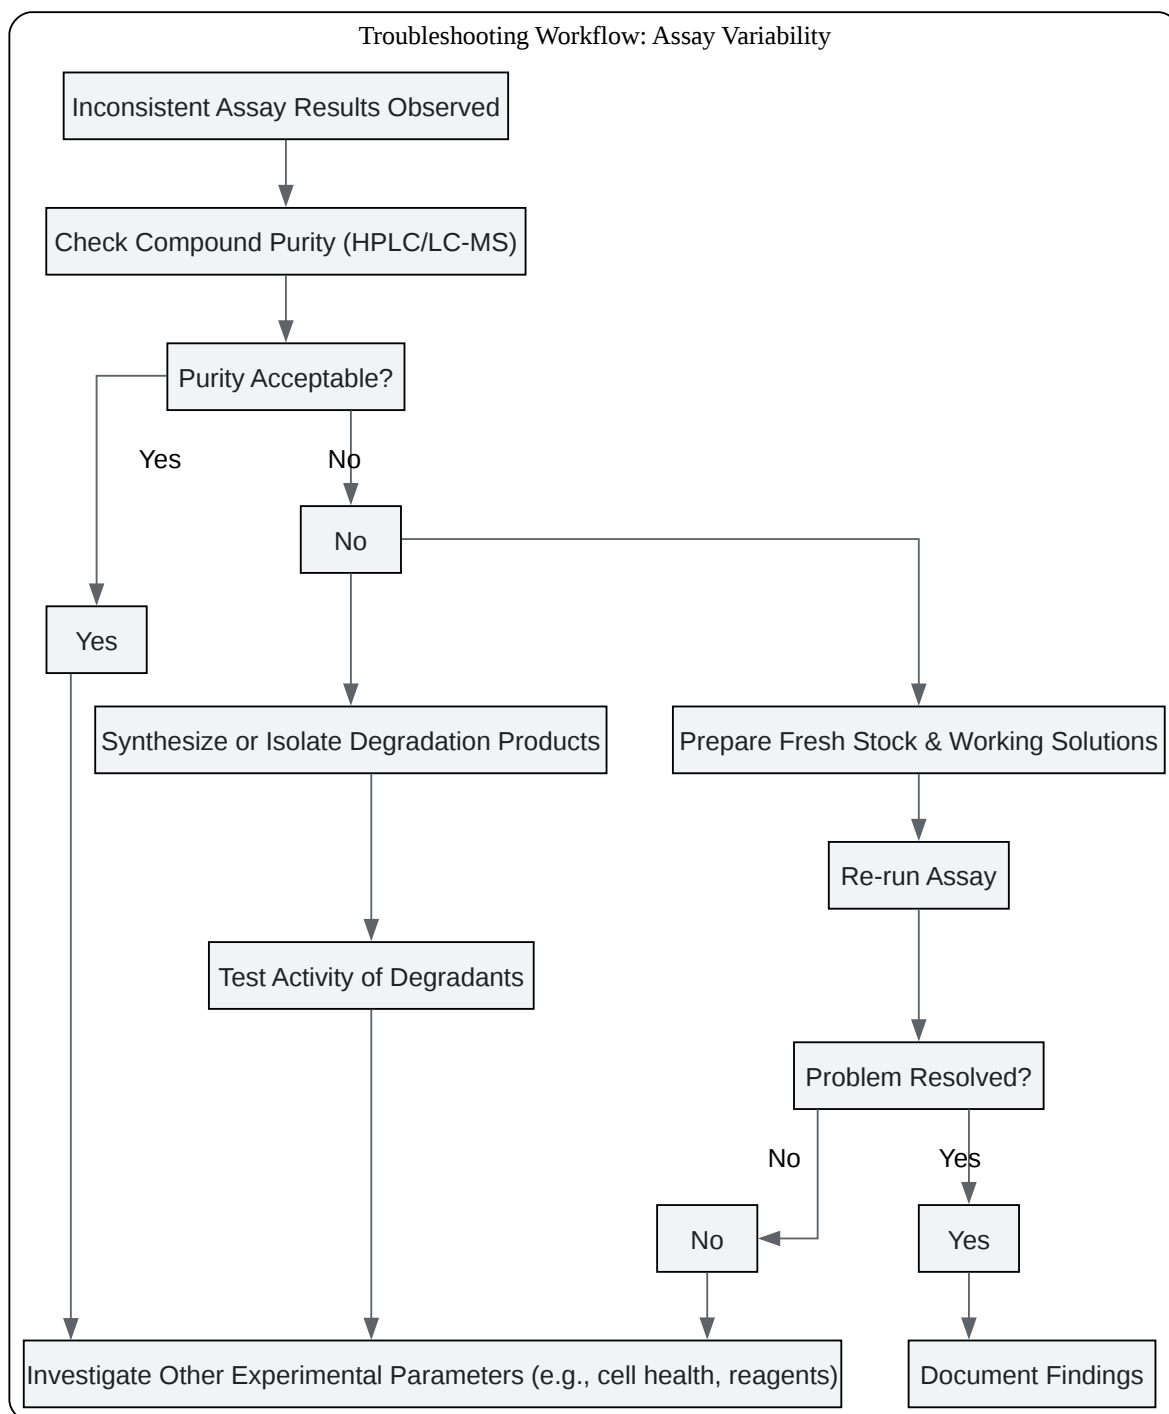 Troubleshooting Workflow: Assay Variability
Inconsistent Assay Results Observed
Check Compound Purity (HPLC/LC-MS)
Purity Acceptable?
Yes
No
No
Yes
Synthesize or Isolate Degradation Products
Prepare Fresh Stock & Working Solutions
Re-run Assay
Test Activity of Degradants
Problem Resolved?
No
Yes
No
Yes
Investigate Other Experimental Parameters (e.g., cell health, reagents)
Document Findings